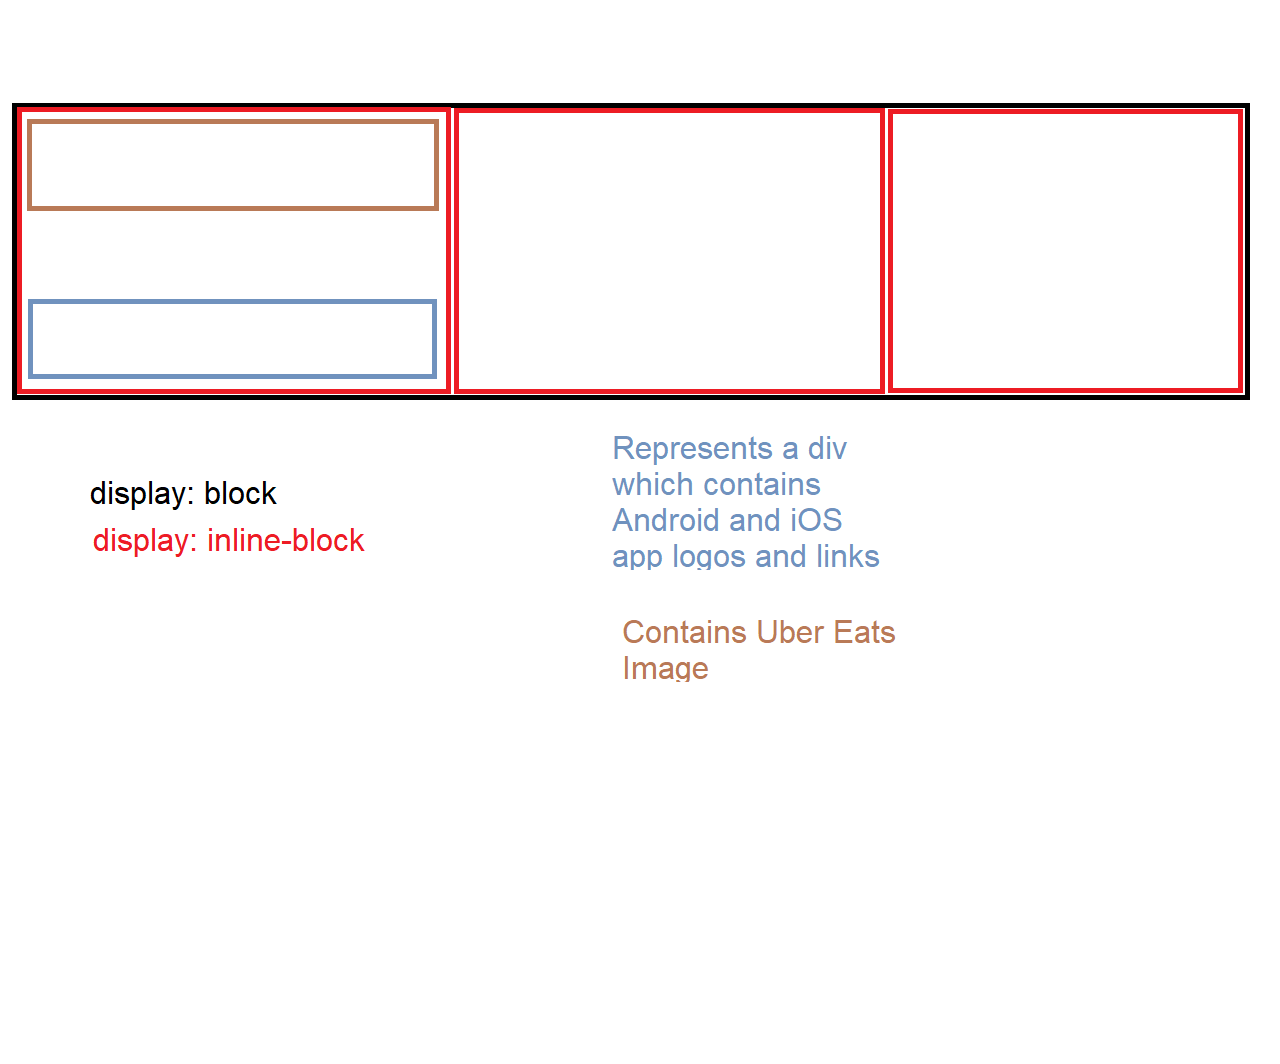 display: block
display: inline-block
Represents a div
which contains
Android and iOS
app logos and links
Contains Uber Eats
Image